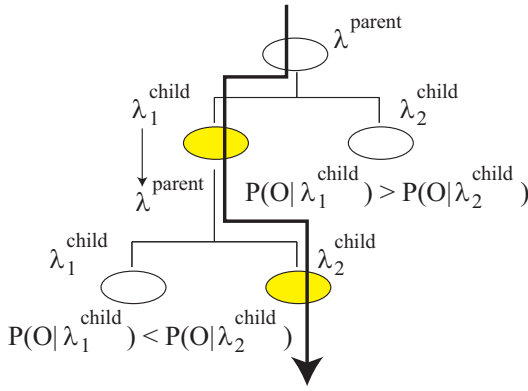 λ^parent
λ_1^child λ_2^child
λ^parent
P(O|λ_1^child) > P(O|λ_2^child)
λ_1^child λ_2^child
P(O|λ_1^child) < P(O|λ_2^child)